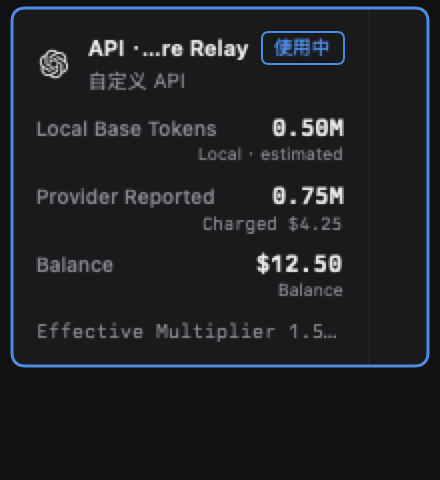 API ·...re Relay 使用中
自定义 API
Local Base Tokens 0.50M
Local · estimated
Provider Reported 0.75M
Charged $4.25
Balance $12.50
Balance
Effective Multiplier 1.5…